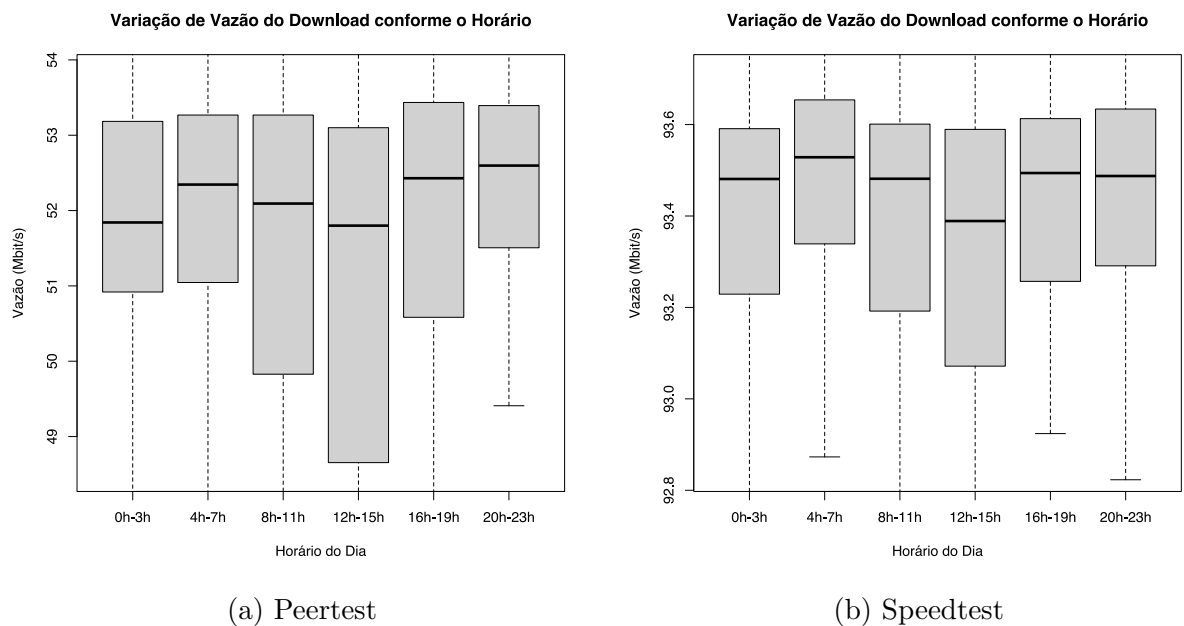 Variação de Vazão do Download conforme o Horário
Vazão (Mbit/s)
54
53
52
51
50
49
0h-3h 4h-7h 8h-11h 12h-15h 16h-19h 20h-23h
Horário do Dia
(a) Peertest
Variação de Vazão do Download conforme o Horário
Vazão (Mbit/s)
93.6
93.4
93.2
93.0
92.8
0h-3h 4h-7h 8h-11h 12h-15h 16h-19h 20h-23h
Horário do Dia
(b) Speedtest